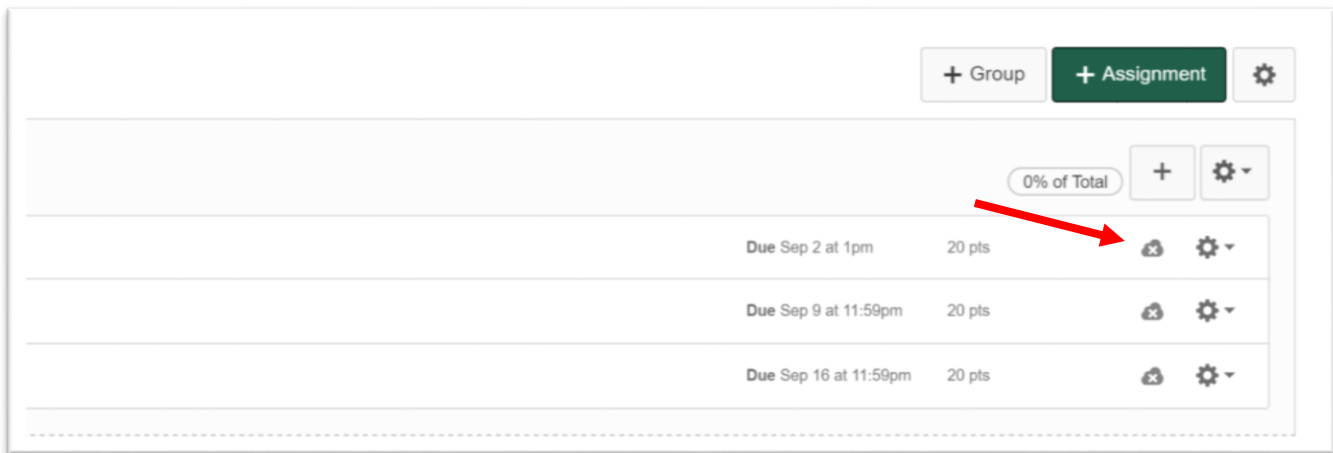 + Group + Assignment
0% of Total +
Due Sep 2 at 1pm 20 pts
Due Sep 9 at 11:59pm 20 pts
Due Sep 16 at 11:59pm 20 pts